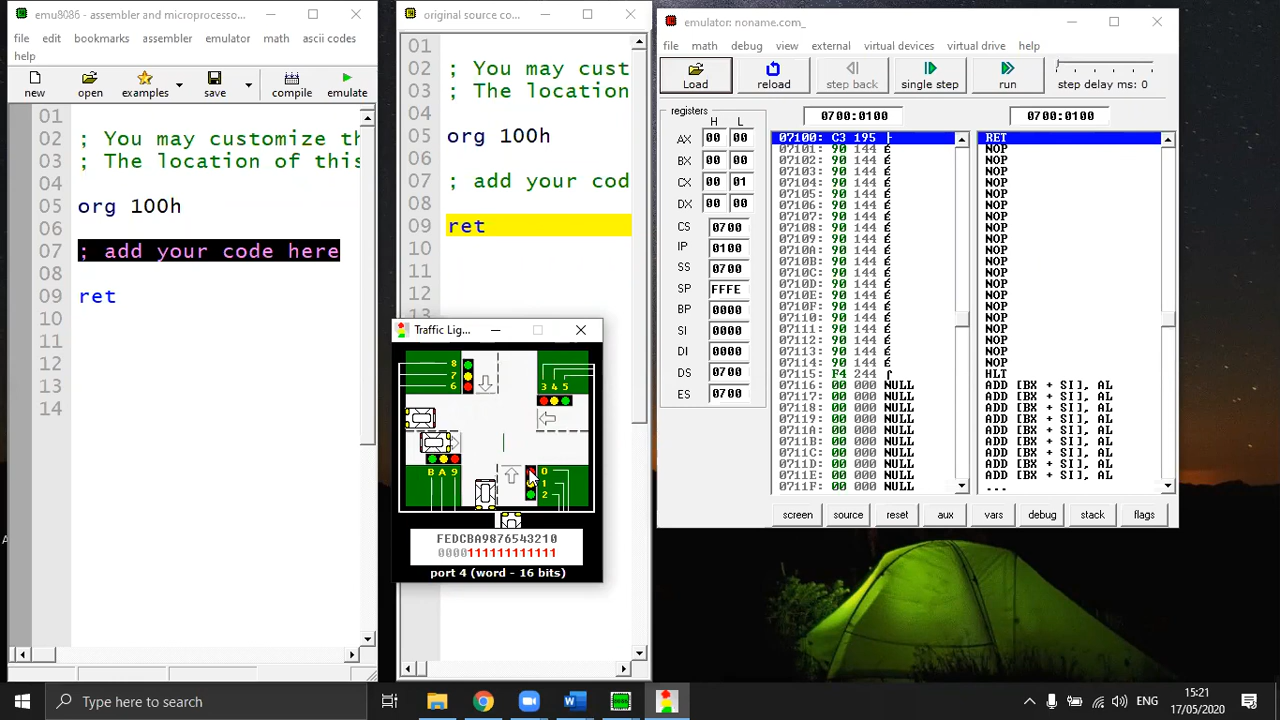 emu8086 - assembler and microprocesso...
file edit bookmarks assembler emulator math ascii codes
help
new open examples save compile emulate
01
02 ; You may customize th
03 ; The location of this
04
05 org 100h
06
07 ; add your code here
08
09 ret
10
11
12
13
14
original source co...
01
02 ; You may cust
03 ; The location
04
05 org 100h
06
07 ; add your cod
08
09 ret
10
11
12
13
Traffic Lig...
8
7
6
3 4 5
B A 9
0
1
2
FEDCBA9876543210
0000111111111111
port 4 (word - 16 bits)
emulator: noname.com_
file math debug view external virtual devices virtual drive help
Load reload step back single step run step delay ms: 0
registers 0700:0100 0700:0100
H L
AX 00 00
BX 00 00
CX 00 01
DX 00 00
CS 0700
IP 0100
SS 0700
SP FFFE
BP 0000
SI 0000
DI 0000
DS 0700
ES 0700
07100: C3 195 ├ RET
07101: 90 144 É NOP
07102: 90 144 É NOP
07103: 90 144 É NOP
07104: 90 144 É NOP
07105: 90 144 É NOP
07106: 90 144 É NOP
07107: 90 144 É NOP
07108: 90 144 É NOP
07109: 90 144 É NOP
0710A: 90 144 É NOP
0710B: 90 144 É NOP
0710C: 90 144 É NOP
0710D: 90 144 É NOP
0710E: 90 144 É NOP
0710F: 90 144 É NOP
07110: 90 144 É NOP
07111: 90 144 É NOP
07112: 90 144 É NOP
07113: 90 144 É NOP
07114: 90 144 É NOP
07115: F4 244 ⌠ HLT
07116: 00 000 NULL ADD [BX + SI], AL
07117: 00 000 NULL ADD [BX + SI], AL
07118: 00 000 NULL ADD [BX + SI], AL
07119: 00 000 NULL ADD [BX + SI], AL
0711A: 00 000 NULL ADD [BX + SI], AL
0711B: 00 000 NULL ADD [BX + SI], AL
0711C: 00 000 NULL ADD [BX + SI], AL
0711D: 00 000 NULL ADD [BX + SI], AL
0711E: 00 000 NULL ADD [BX + SI], AL
0711F: 00 000 NULL ...
screen source reset aux vars debug stack flags
Type here to search
ENG
15:21
17/05/2020